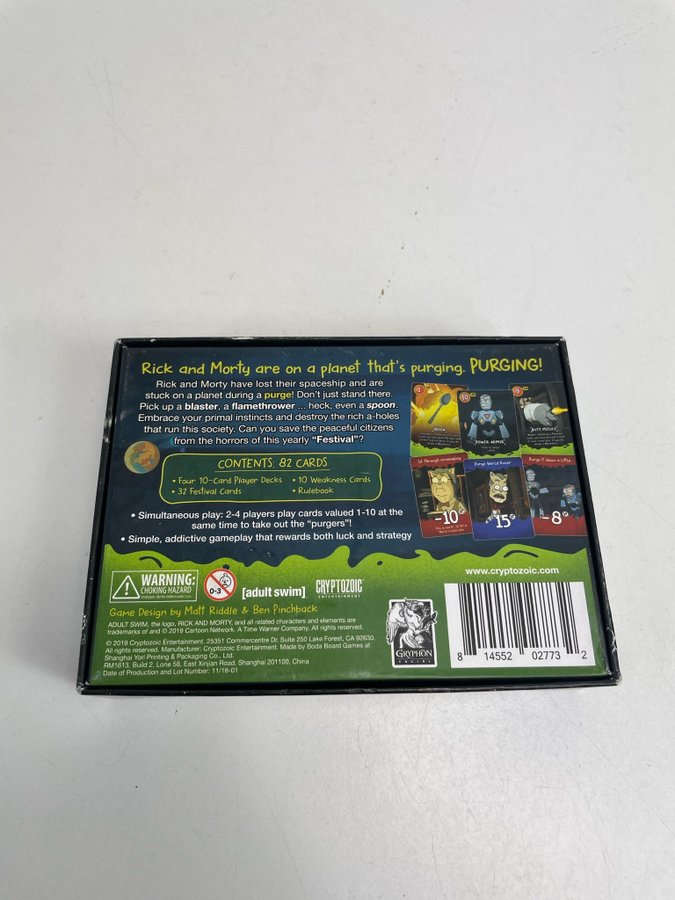 Rick and Morty are on a planet that's purging. PURGING!
Rick and Morty have lost their spaceship and are
stuck on a planet during a purge! Don't just stand there.
Pick up a blaster, a flamethrower ... heck, even a spoon.
Embrace your primal instincts and destroy the rich a-holes
that run this society. Can you save the peaceful citizens
from the horrors of this yearly "Festival"?
CONTENTS: 82 CARDS
• Four 10-Card Player Decks
• 10 Weakness Cards
• 32 Festival Cards
• Rulebook
• Simultaneous play: 2-4 players play cards valued 1-10 at the
same time to take out the "purgers"!
• Simple, addictive gameplay that rewards both luck and strategy
SPOON
10
POWER ARMOR
-10
15
-8
www.cryptozoic.com
WARNING:
CHOKING HAZARD
0-3
[adult swim]
CRYPTOZOIC
ENTERTAINMENT
Game Design by Matt Riddle & Ben Pinchback
ADULT SWIM, the logo, RICK AND MORTY, and all related characters and elements are
trademarks of and © 2019 Cartoon Network. A Time Warner Company. All rights reserved.
© 2019 Cryptozoic Entertainment. 25351 Commercentre Dr. Suite 250 Lake Forest, CA 92630.
All rights reserved. Manufacturer: Cryptozoic Entertainment. Made by Boda Board Games at
Shanghai Yori Printing & Packaging Co., Ltd.
RM1613, Build 2, Lone 58, East Xinjian Road, Shanghai 201100, China
Date of Production and Lot Number: 11/18-01
GRYPHON
ENGINE
8 14552 02773 2